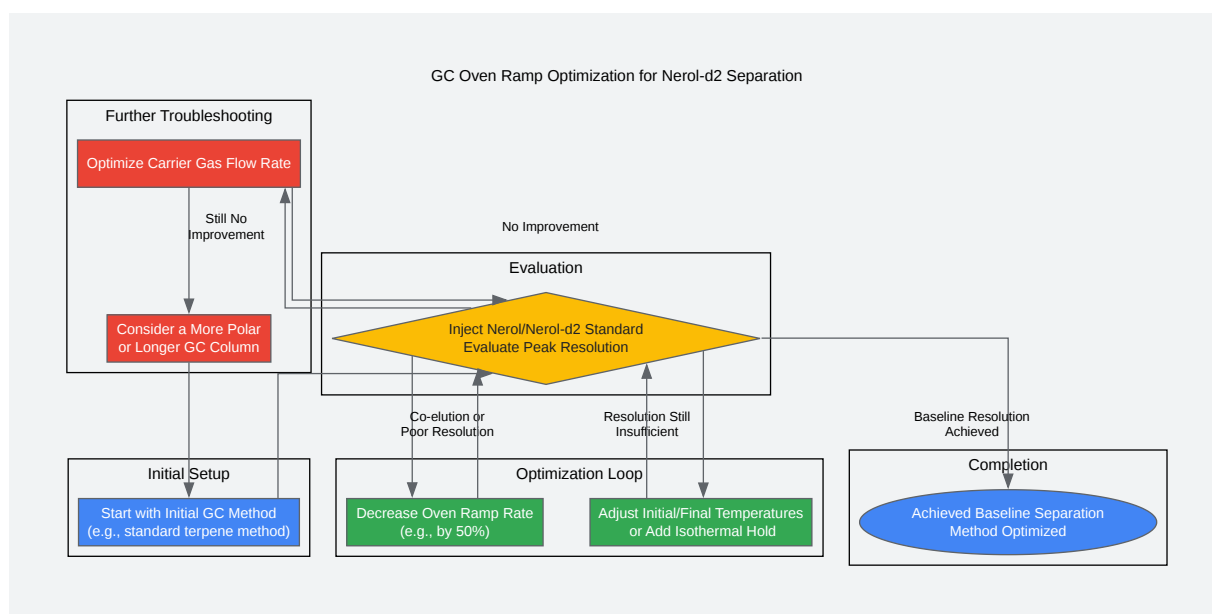 GC Oven Ramp Optimization for Nerol-d2 Separation
Further Troubleshooting
Optimize Carrier Gas Flow Rate
Still No
Improvement
No Improvement
Evaluation
Inject Nerol/Nerol-d2 Standard
Evaluate Peak Resolution
Consider a More Polar
or Longer GC Column
Co-elution or
Poor Resolution
Resolution Still
Insufficient
Baseline Resolution
Achieved
Initial Setup
Start with Initial GC Method
(e.g., standard terpene method)
Optimization Loop
Decrease Oven Ramp Rate
(e.g., by 50%)
Adjust Initial/Final Temperatures
or Add Isothermal Hold
Completion
Achieved Baseline Separation
Method Optimized